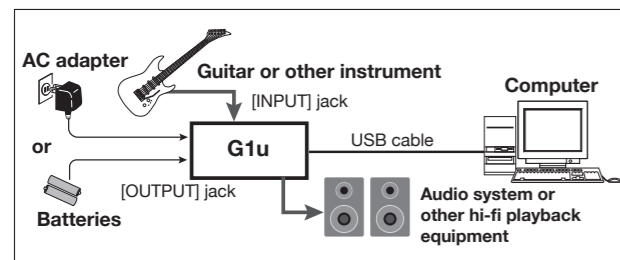 AC adapter
Guitar or other instrument
[INPUT] jack
Computer
or
G1u
USB cable
[OUTPUT] jack
Batteries
Audio system or
other hi-fi playback
equipment